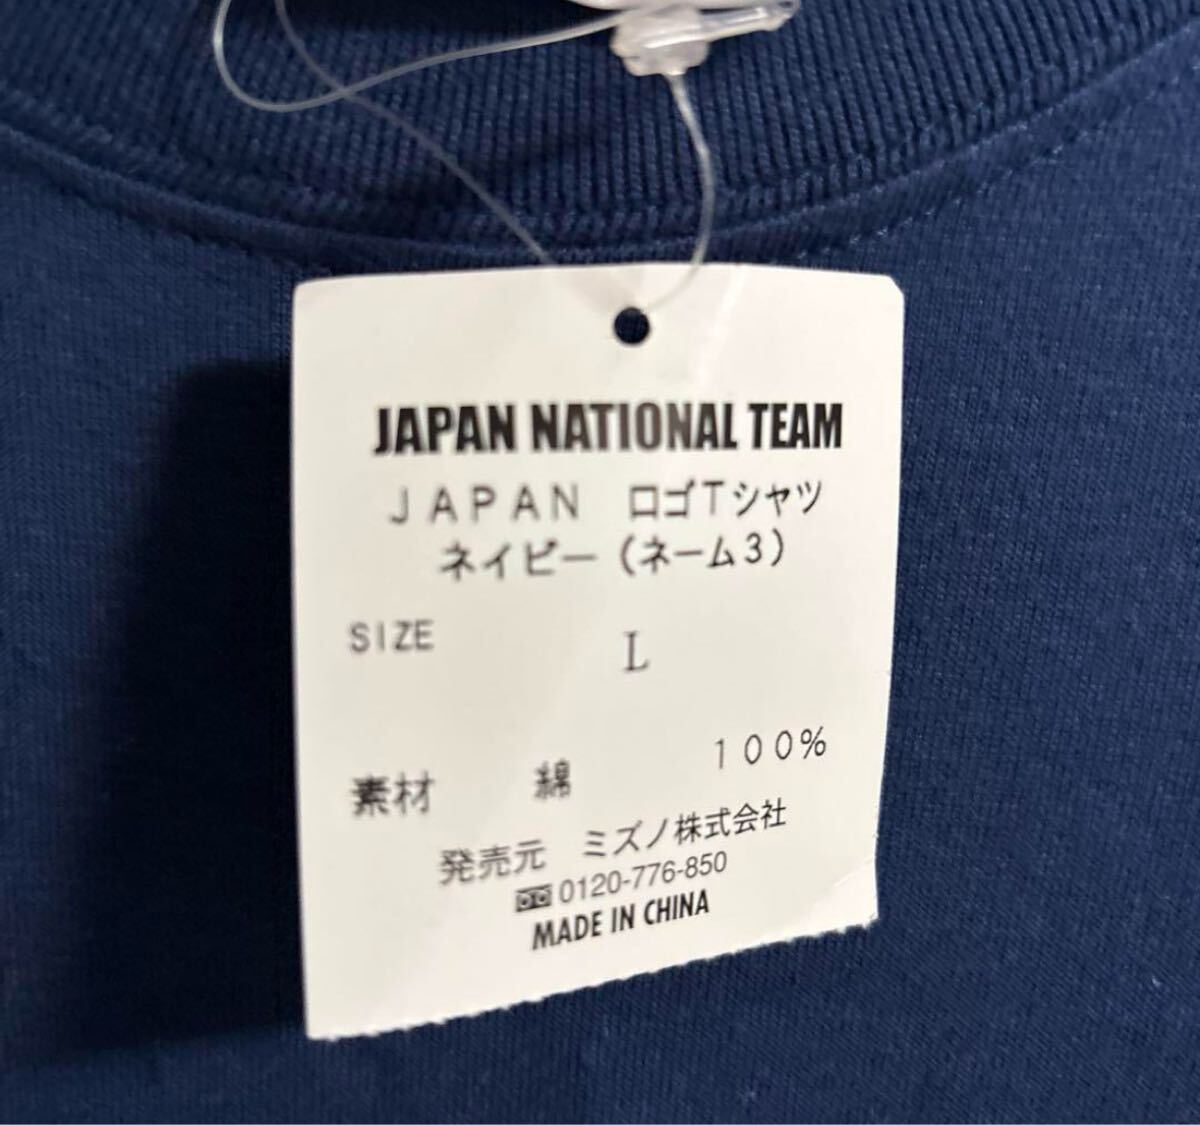 JAPAN NATIONAL TEAM
ＪＡＰＡＮ　ロゴＴシャツ
ネイビー（ネーム３）
SIZE L
素材 綿 １００％
発売元 ミズノ株式会社
0120-776-850
MADE IN CHINA